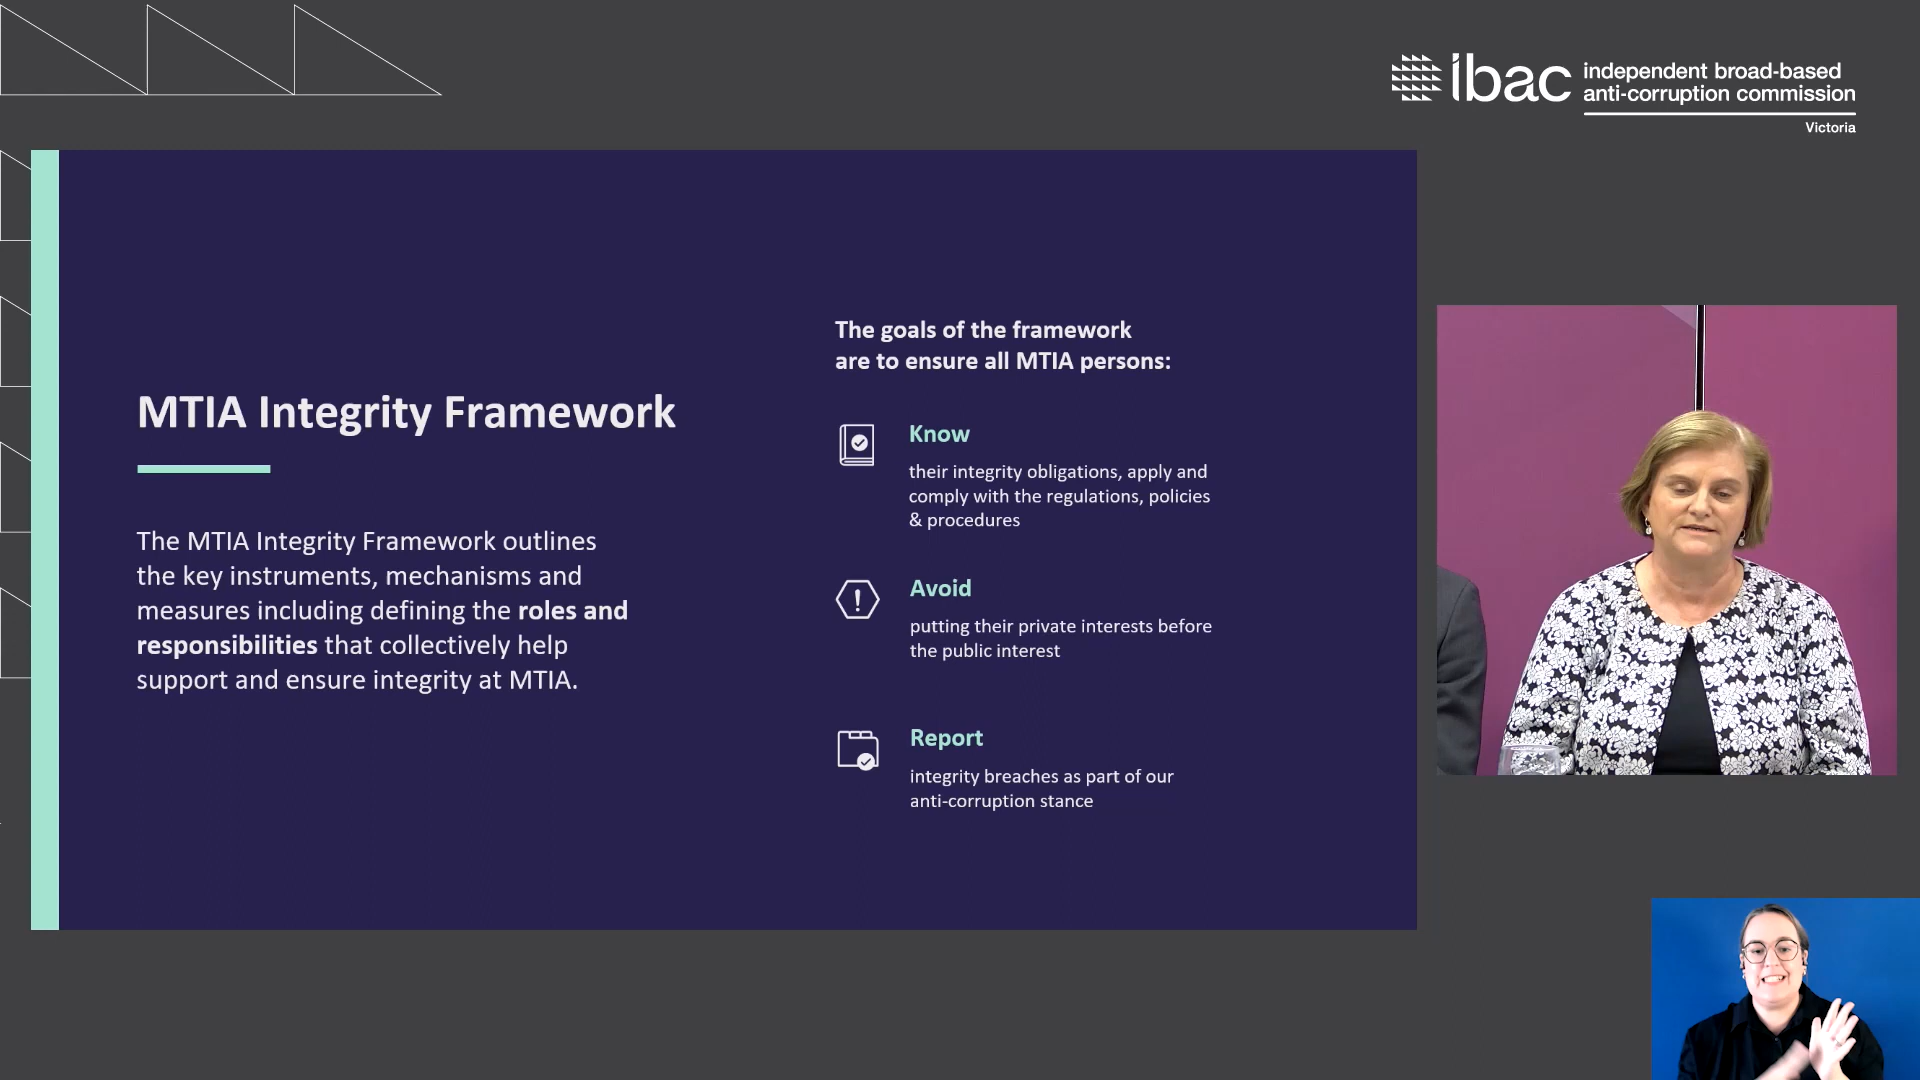 ibac
independent broad-based
anti-corruption commission
Victoria
MTIA Integrity Framework
The MTIA Integrity Framework outlines
the key instruments, mechanisms and
measures including defining the roles and
responsibilities that collectively help
support and ensure integrity at MTIA.
The goals of the framework
are to ensure all MTIA persons:
Know
their integrity obligations, apply and
comply with the regulations, policies
& procedures
Avoid
putting their private interests before
the public interest
Report
integrity breaches as part of our
anti-corruption stance